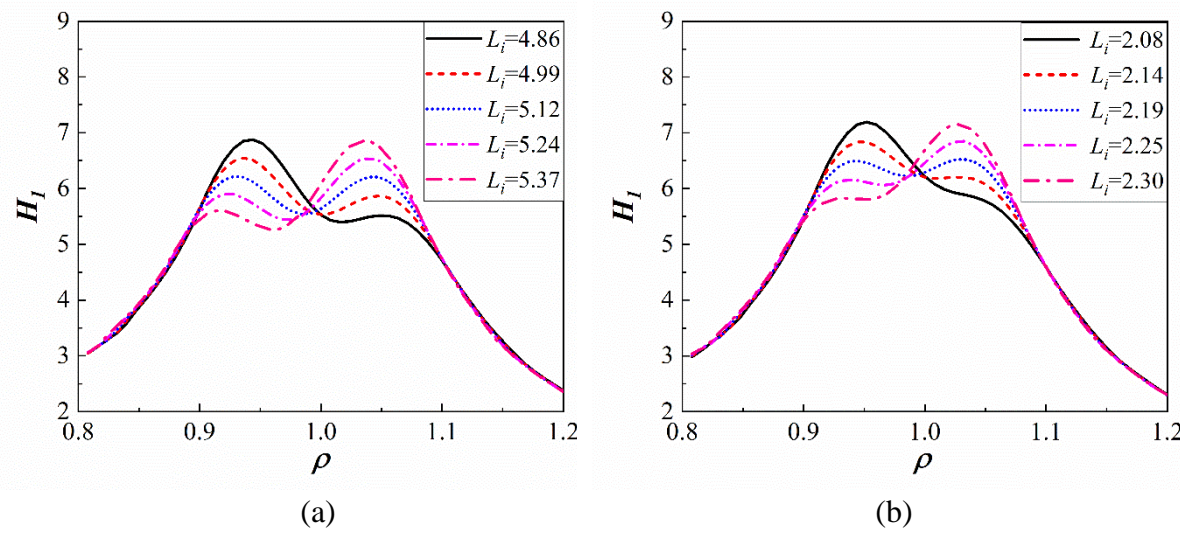 9
8
7
6
5
4
3
2
H1
0.8 0.9 1.0 1.1 1.2
ρ
Li=4.86
Li=4.99
Li=5.12
Li=5.24
Li=5.37
(a)
9
8
7
6
5
4
3
2
H1
0.8 0.9 1.0 1.1 1.2
ρ
Li=2.08
Li=2.14
Li=2.19
Li=2.25
Li=2.30
(b)